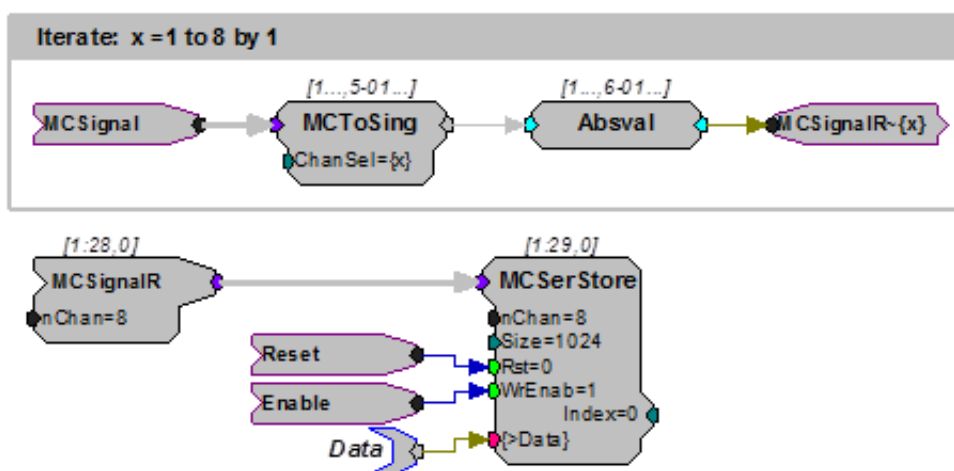 Iterate: x =1 to 8 by 1
[1...,5-01...]
[1...,6-01...]
MCSignal
MCToSing
Absval
MCSignalR~{x}
ChanSel={x}
[1:28,0]
[1:29,0]
MCSignalR
MCSerStore
nChan=8
nChan=8
Size=1024
Reset
Rst=0
Enable
WrEnab=1
Index=0
Data
{>Data}